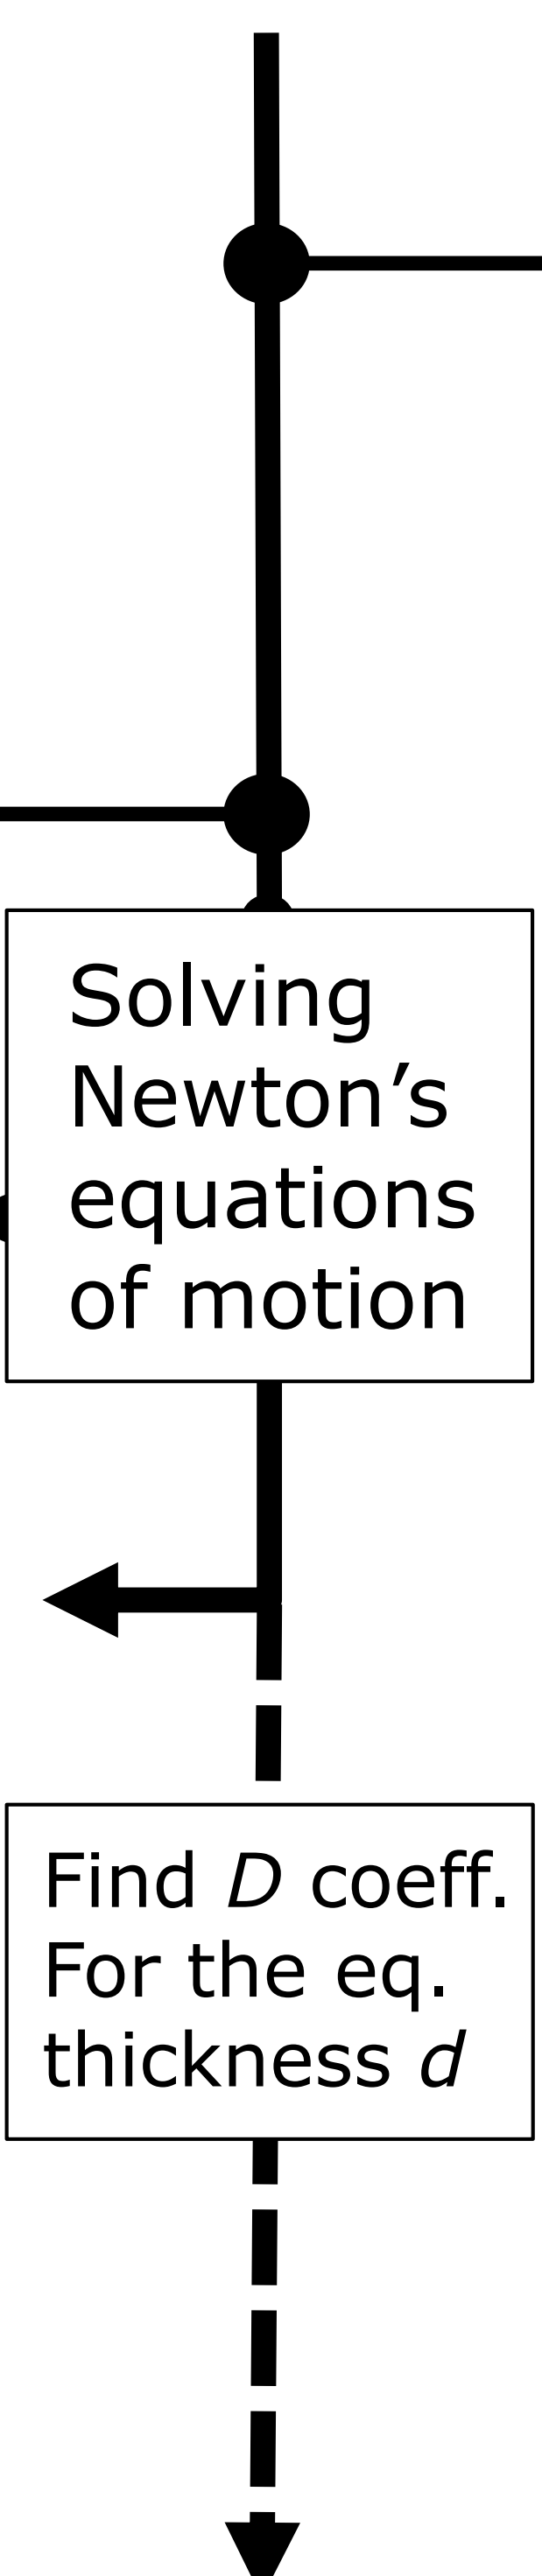 Solving
Newton’s
equations
of motion
Find D coeff.
For the eq.
thickness d